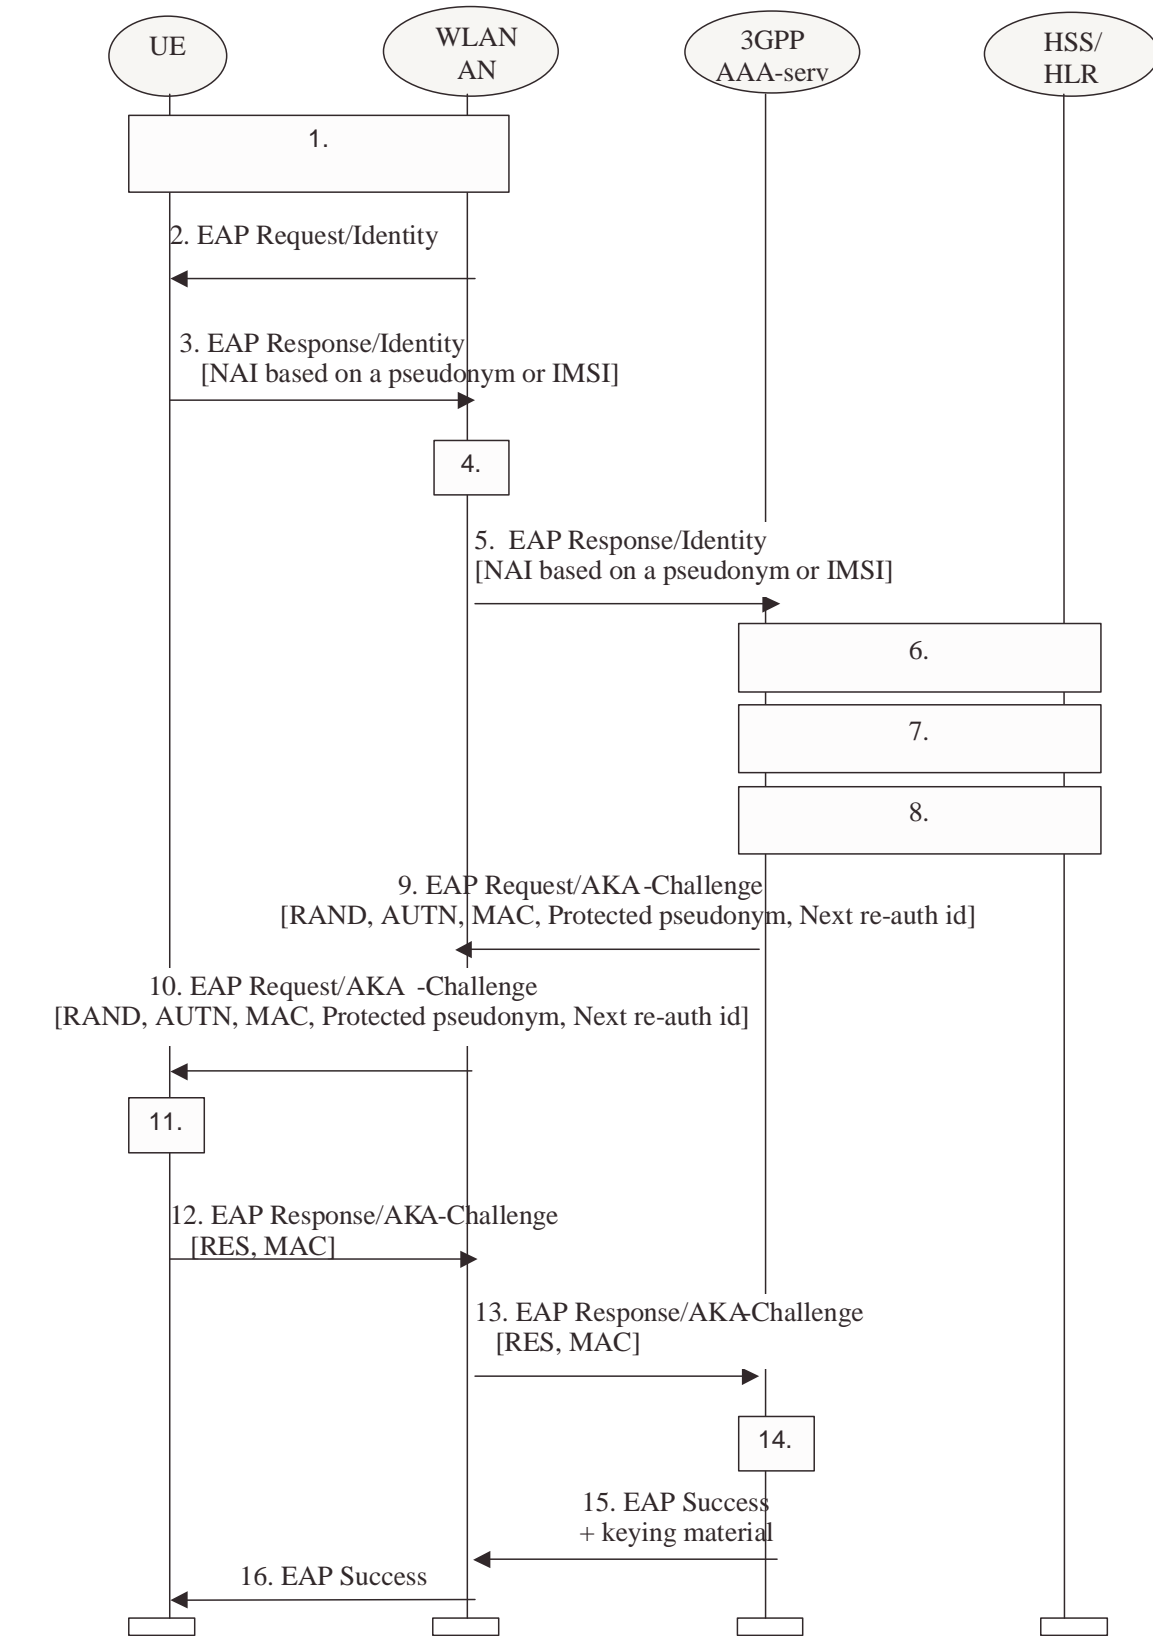 UE
WLAN
AN
3GPP
AAA-serv
HSS/
HLR
1.
2. EAP Request/Identity
3. EAP Response/Identity
[NAI based on a pseudonym or IMSI]
4.
5. EAP Response/Identity
[NAI based on a pseudonym or IMSI]
6.
7.
8.
9. EAP Request/AKA-Challenge
[RAND, AUTN, MAC, Protected pseudonym, Next re-auth id]
10. EAP Request/AKA -Challenge
[RAND, AUTN, MAC, Protected pseudonym, Next re-auth id]
11.
12. EAP Response/AKA-Challenge
[RES, MAC]
13. EAP Response/AKA-Challenge
[RES, MAC]
14.
15. EAP Success
+ keying material
16. EAP Success